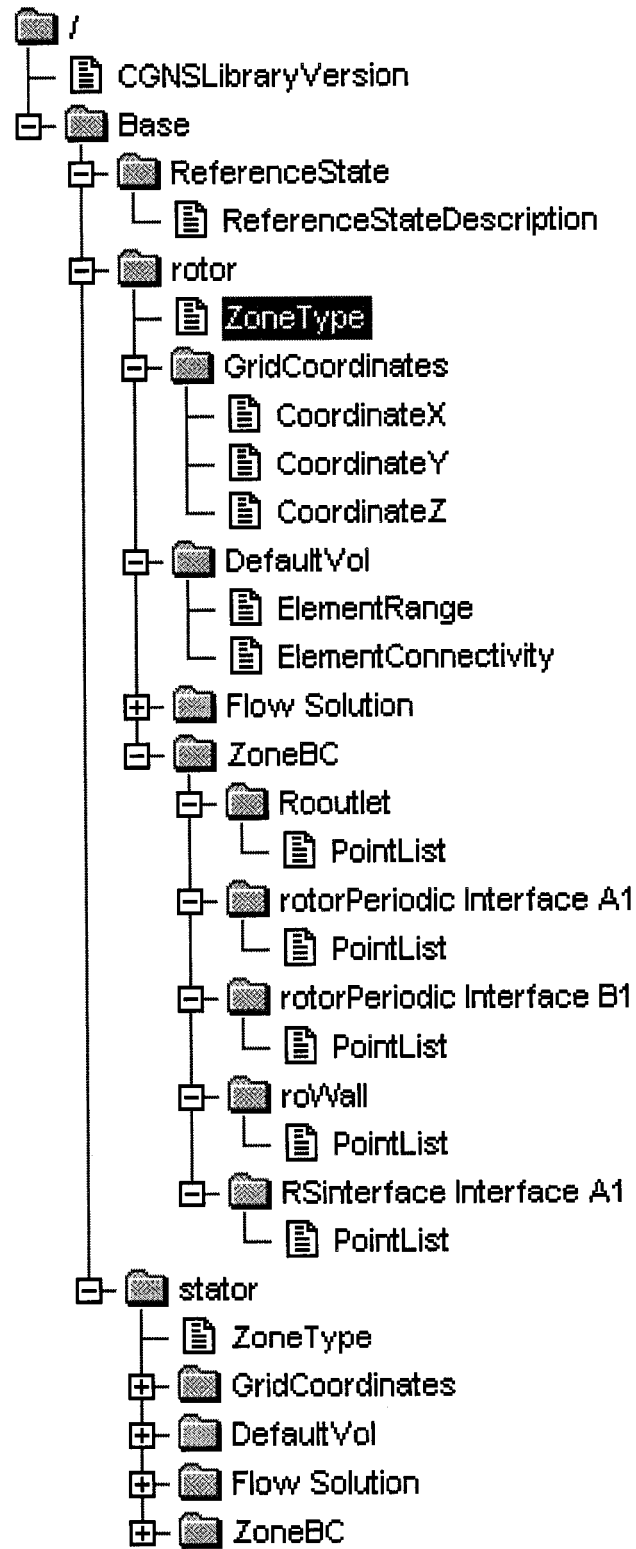 /
CGNSLibraryVersion
Base
ReferenceState
ReferenceStateDescription
rotor
ZoneType
GridCoordinates
CoordinateX
CoordinateY
CoordinateZ
DefaultVol
ElementRange
ElementConnectivity
Flow Solution
ZoneBC
Rooutlet
PointList
rotorPeriodic Interface A1
PointList
rotorPeriodic Interface B1
PointList
roWall
PointList
RSinterface Interface A1
PointList
stator
ZoneType
GridCoordinates
DefaultVol
Flow Solution
ZoneBC